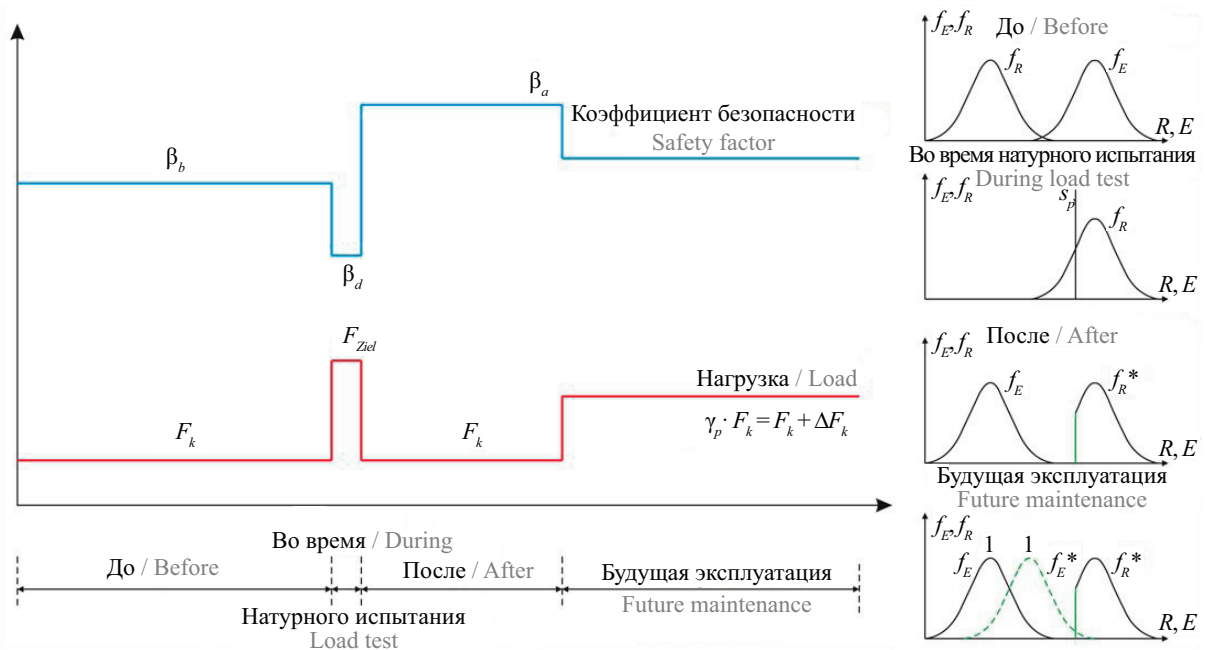 β_a
Коэффициент безопасности
Safety factor
β_b
β_d
F_Ziel
Нагрузка / Load
γ_p · F_k = F_k + ΔF_k
F_k
F_k
Во время / During
До / Before
После / After
Будущая эксплуатация
Future maintenance
Натурного испытания
Load test
f_E, f_R
До / Before
f_R
f_E
R, E
Во время натурного испытания
During load test
f_E, f_R
s_p
f_R
R, E
После / After
f_E, f_R
f_E
f_R*
R, E
Будущая эксплуатация
Future maintenance
f_E, f_R
1
1
f_E
f_E*
f_R*
R, E